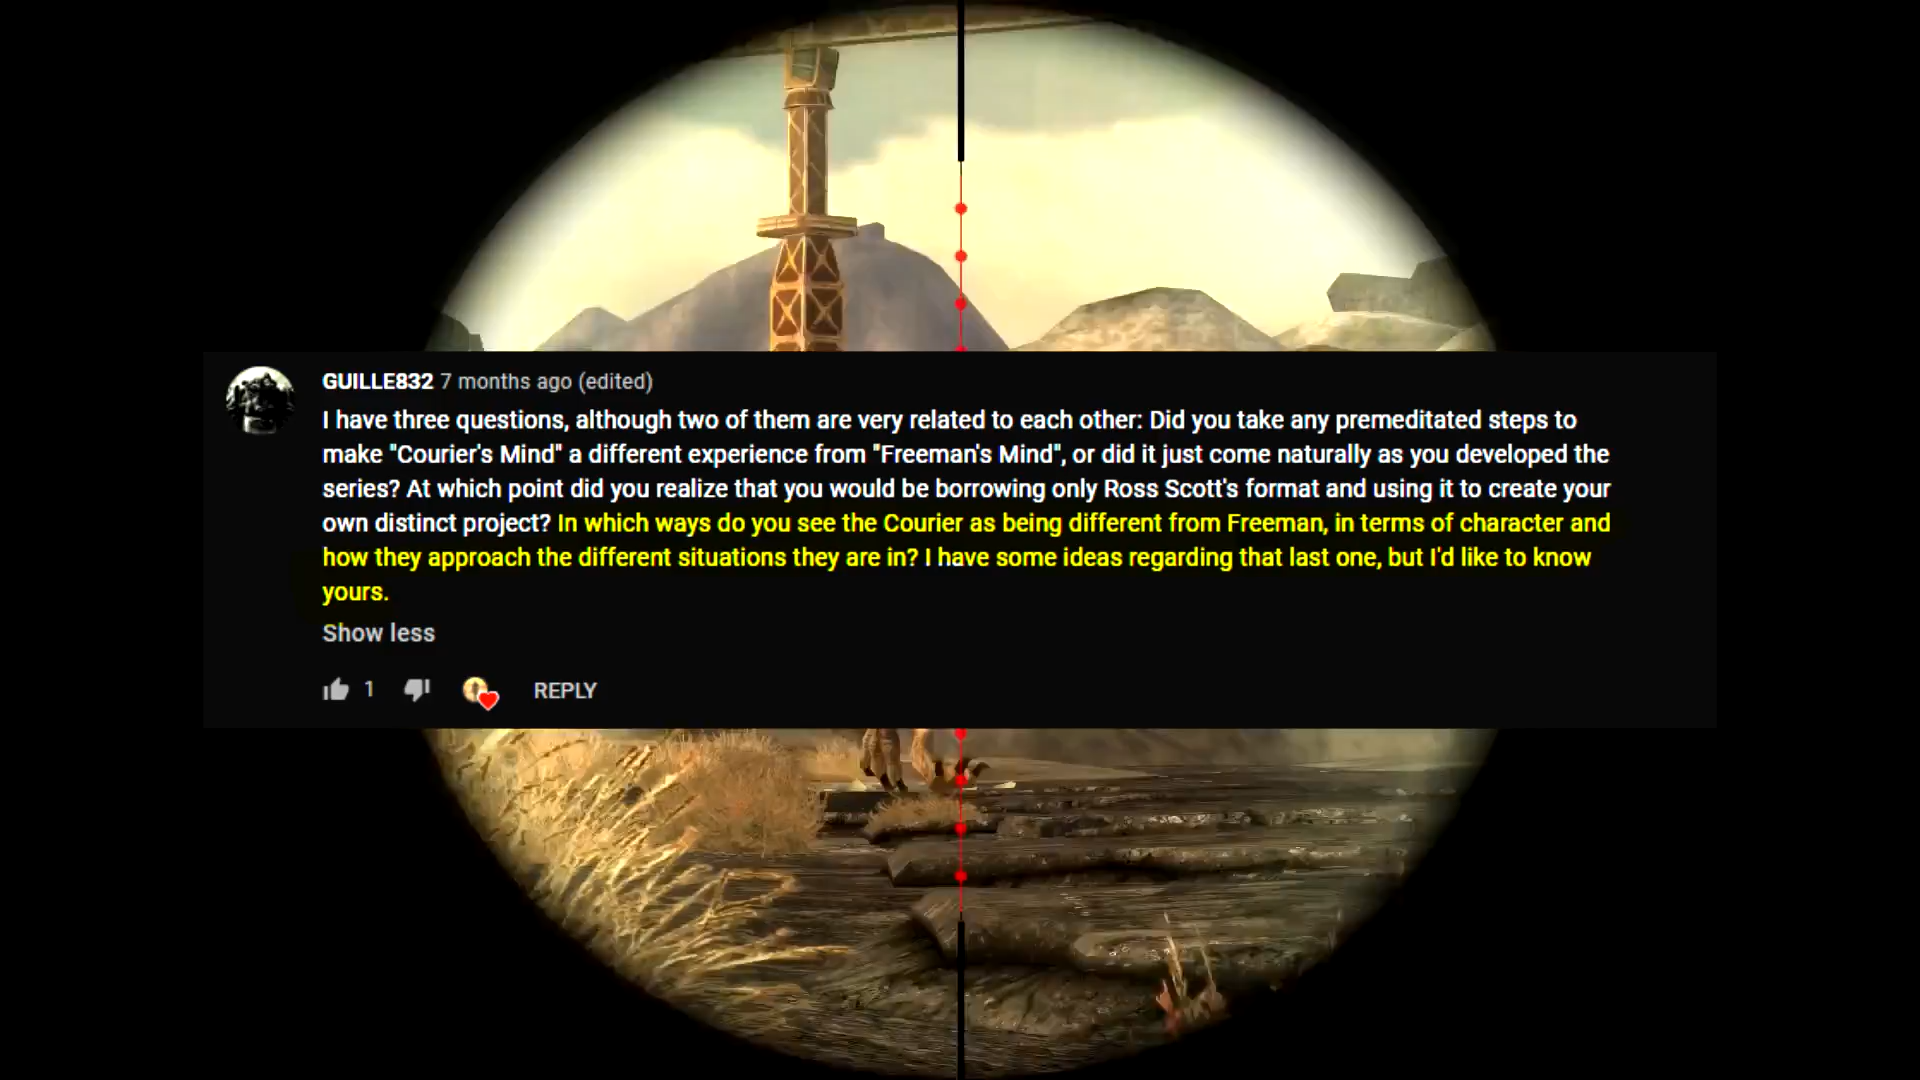 GUILLE832 7 months ago (edited)
I have three questions, although two of them are very related to each other: Did you take any premeditated steps to
make "Courier's Mind" a different experience from "Freeman's Mind", or did it just come naturally as you developed the
series? At which point did you realize that you would be borrowing only Ross Scott's format and using it to create your
own distinct project? In which ways do you see the Courier as being different from Freeman, in terms of character and
how they approach the different situations they are in? I have some ideas regarding that last one, but I'd like to know
yours.
Show less
1 REPLY